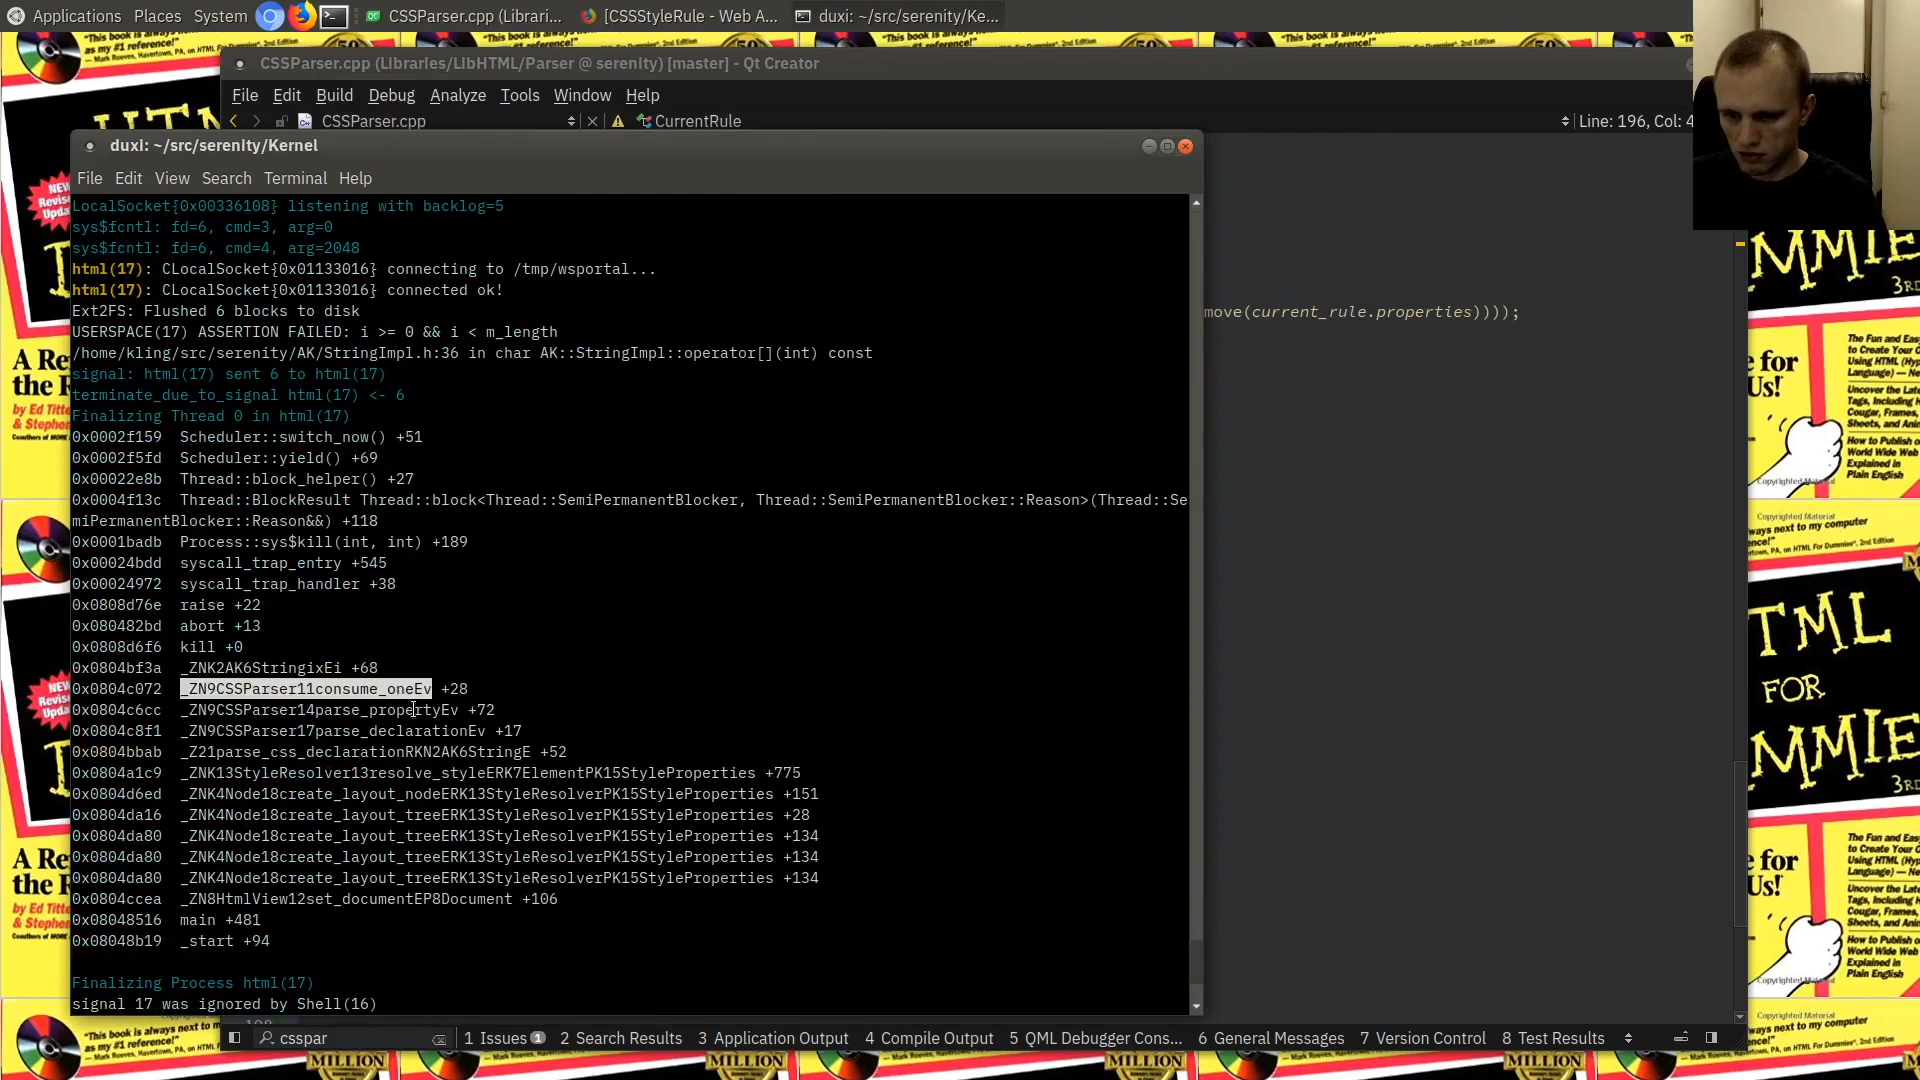 Applications Places System
CSSParser.cpp (Librari...
[CSSStyleRule - Web A...
duxi: ~/src/serenity/Ke...
CSSParser.cpp (Libraries/LibHTML/Parser @ serenity) [master] - Qt Creator
File Edit Build Debug Analyze Tools Window Help
CSSParser.cpp
CurrentRule
Line: 196, Col: 4
duxi: ~/src/serenity/Kernel
File Edit View Search Terminal Help
LocalSocket{0x00336108} listening with backlog=5
sys$fcntl: fd=6, cmd=3, arg=0
sys$fcntl: fd=6, cmd=4, arg=2048
html(17): CLocalSocket{0x01133016} connecting to /tmp/wsportal...
html(17): CLocalSocket{0x01133016} connected ok!
Ext2FS: Flushed 6 blocks to disk
USERSPACE(17) ASSERTION FAILED: i >= 0 && i < m_length
/home/kling/src/serenity/AK/StringImpl.h:36 in char AK::StringImpl::operator[](int) const
signal: html(17) sent 6 to html(17)
terminate_due_to_signal html(17) <- 6
Finalizing Thread 0 in html(17)
0x0002f159 Scheduler::switch_now() +51
0x0002f5fd Scheduler::yield() +69
0x00022e8b Thread::block_helper() +27
0x0004f13c Thread::BlockResult Thread::block<Thread::SemiPermanentBlocker, Thread::SemiPermanentBlocker::Reason>(Thread::Se
miPermanentBlocker::Reason&&) +118
0x0001badb Process::sys$kill(int, int) +189
0x00024bdd syscall_trap_entry +545
0x00024972 syscall_trap_handler +38
0x0808d76e raise +22
0x080482bd abort +13
0x0808d6f6 kill +0
0x0804bf3a _ZNK2AK6StringixEi +68
0x0804c072 _ZN9CSSParser11consume_oneEv +28
0x0804c6cc _ZN9CSSParser14parse_propertyEv +72
0x0804c8f1 _ZN9CSSParser17parse_declarationEv +17
0x0804bbab _Z21parse_css_declarationRKN2AK6StringE +52
0x0804a1c9 _ZNK13StyleResolver13resolve_styleERK7ElementPK15StyleProperties +775
0x0804d6ed _ZNK4Node18create_layout_nodeERK13StyleResolverPK15StyleProperties +151
0x0804da16 _ZNK4Node18create_layout_treeERK13StyleResolverPK15StyleProperties +28
0x0804da80 _ZNK4Node18create_layout_treeERK13StyleResolverPK15StyleProperties +134
0x0804da80 _ZNK4Node18create_layout_treeERK13StyleResolverPK15StyleProperties +134
0x0804da80 _ZNK4Node18create_layout_treeERK13StyleResolverPK15StyleProperties +134
0x0804ccea _ZN8HtmlView12set_documentEP8Document +106
0x08048516 main +481
0x08048b19 _start +94
Finalizing Process html(17)
signal 17 was ignored by Shell(16)
move(current_rule.properties))));
csspar
1 Issues 1 2 Search Results 3 Application Output 4 Compile Output 5 QML Debugger Cons... 6 General Messages 7 Version Control 8 Test Results
TML
FOR
MMIE